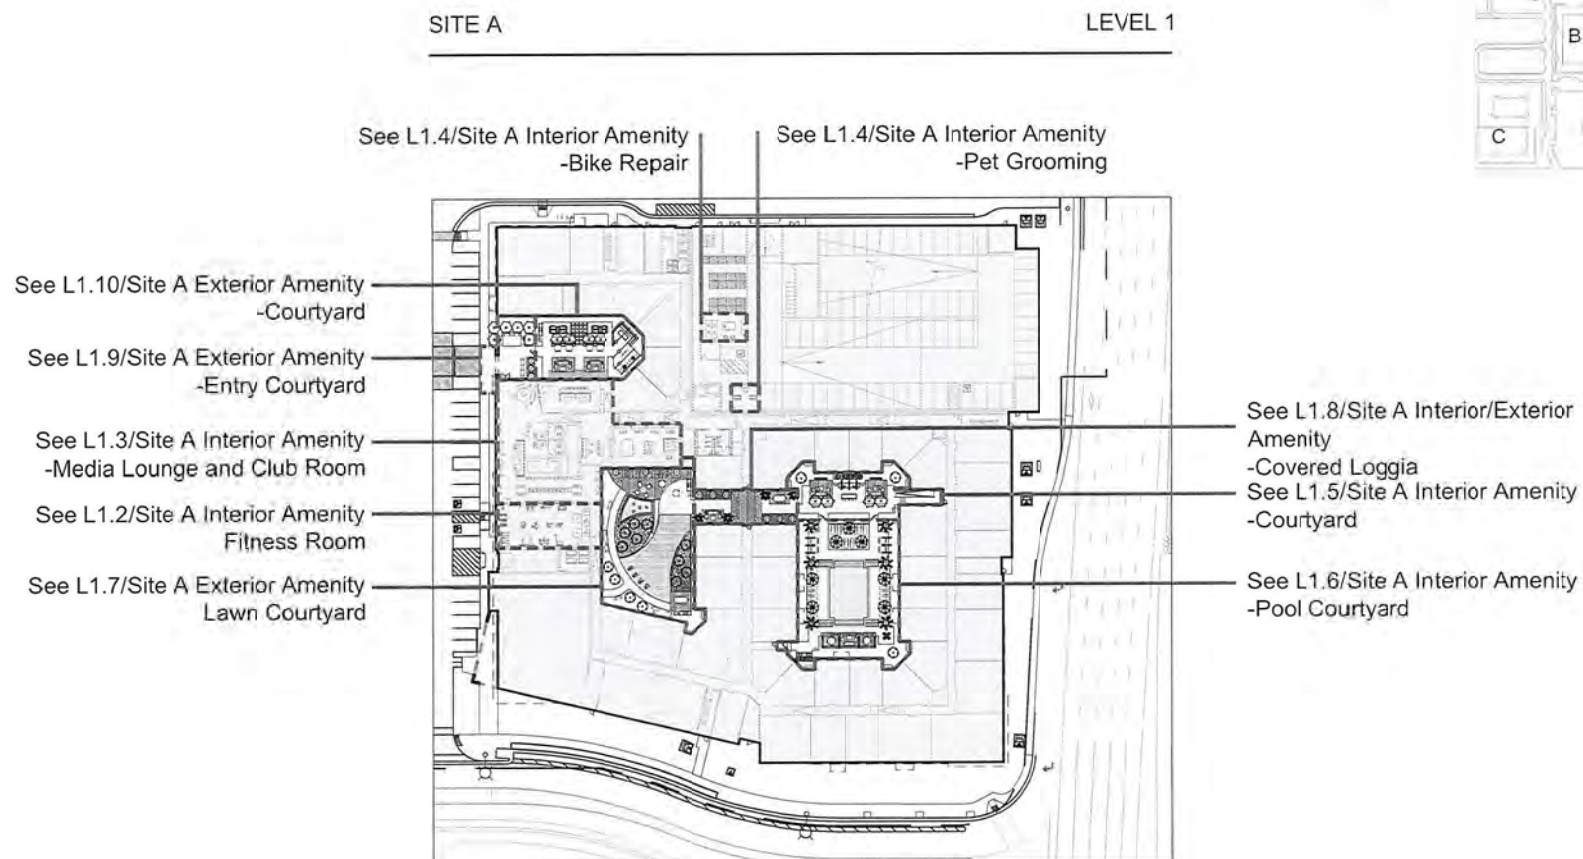 SITE A
LEVEL 1
B
C
See L1.4/Site A Interior Amenity
-Bike Repair
See L1.4/Site A Interior Amenity
-Pet Grooming
See L1.10/Site A Exterior Amenity
-Courtyard
See L1.9/Site A Exterior Amenity
-Entry Courtyard
See L1.3/Site A Interior Amenity
-Media Lounge and Club Room
See L1.2/Site A Interior Amenity
Fitness Room
See L1.7/Site A Exterior Amenity
Lawn Courtyard
See L1.8/Site A Interior/Exterior
Amenity
-Covered Loggia
See L1.5/Site A Interior Amenity
-Courtyard
See L1.6/Site A Interior Amenity
-Pool Courtyard